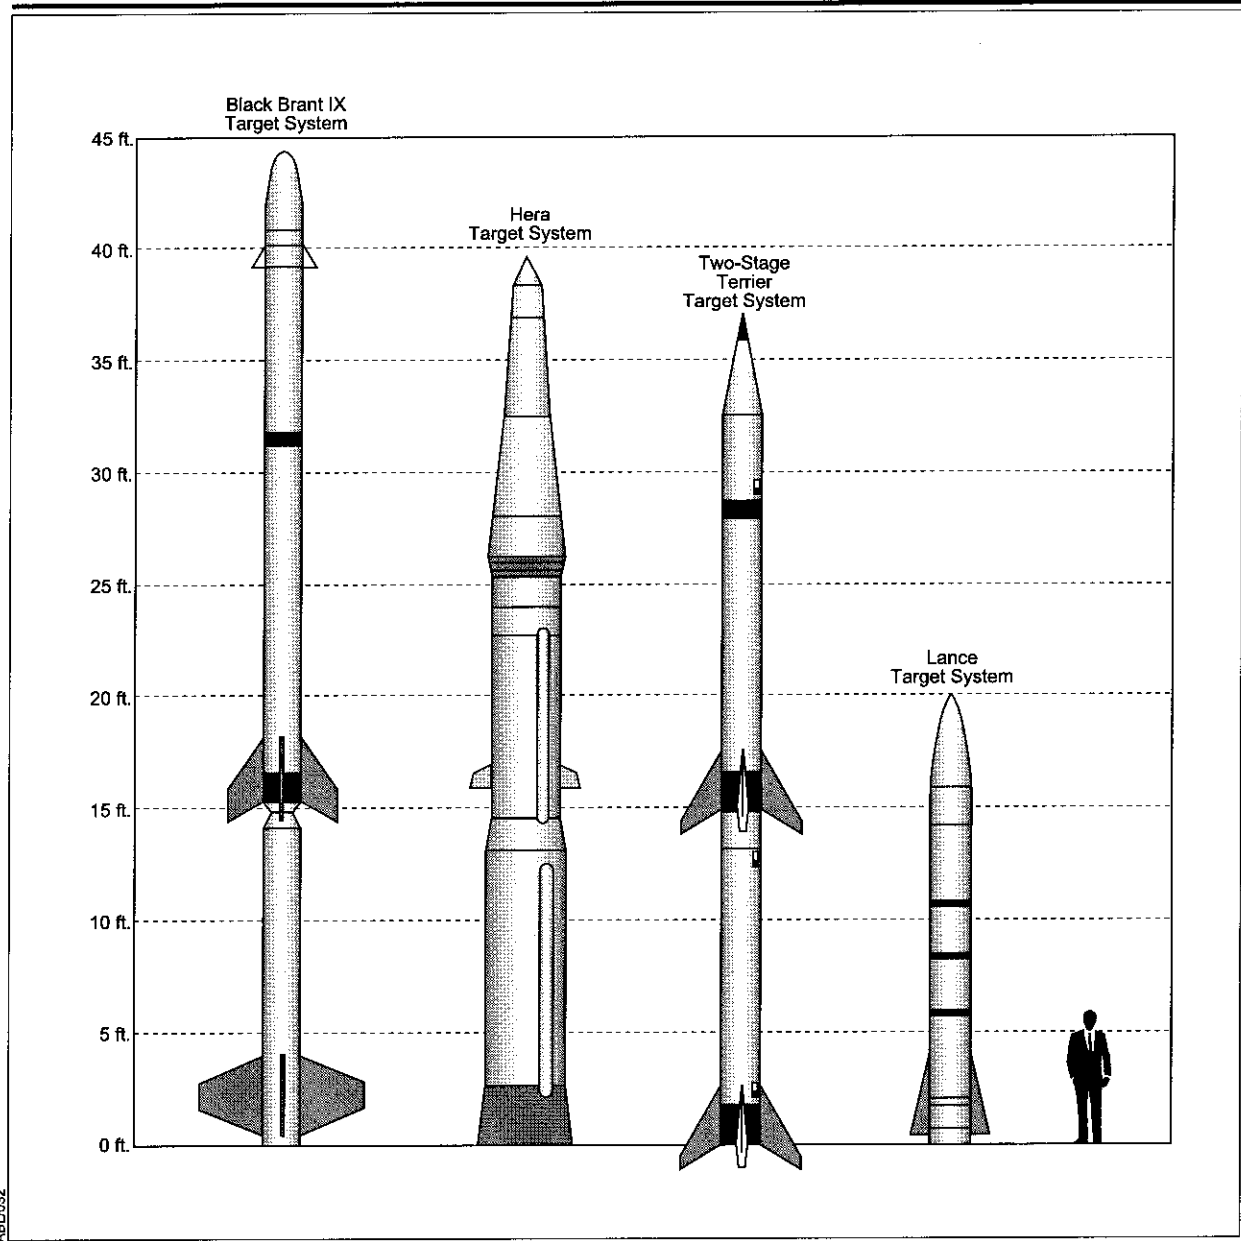 Black Brant IX
Target System
45 ft.
Hera
Target System
40 ft.
Two-Stage
Terrier
Target System
35 ft.
30 ft.
25 ft.
Lance
Target System
20 ft.
15 ft.
10 ft.
5 ft.
0 ft.